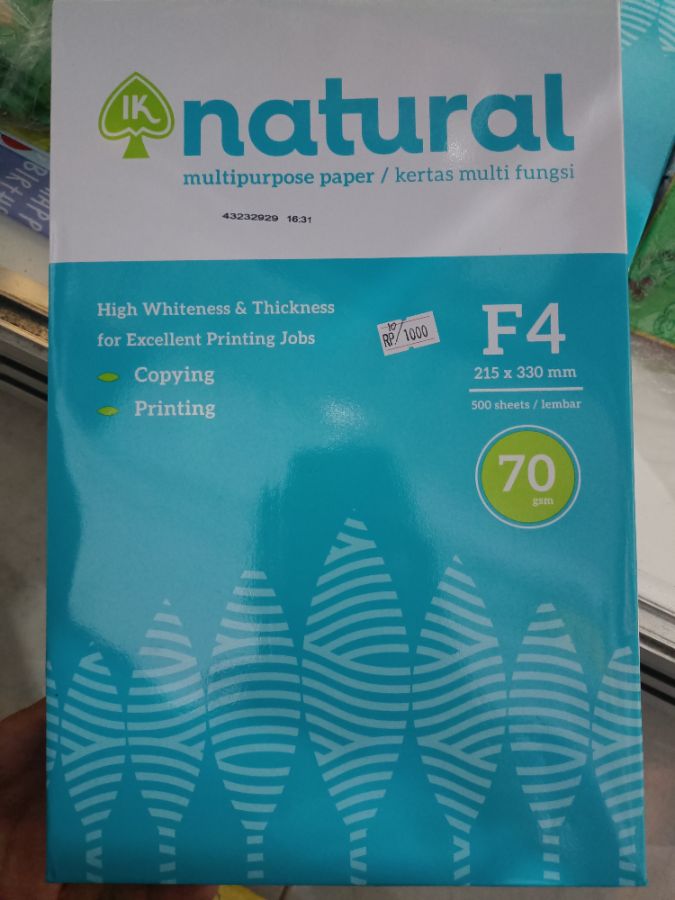 IK
natural
multipurpose paper / kertas multi fungsi
43232929 16:31
High Whiteness & Thickness
for Excellent Printing Jobs
Copying
Printing
10
RP./1000
F4
215 x 330 mm
500 sheets / lembar
70
gsm